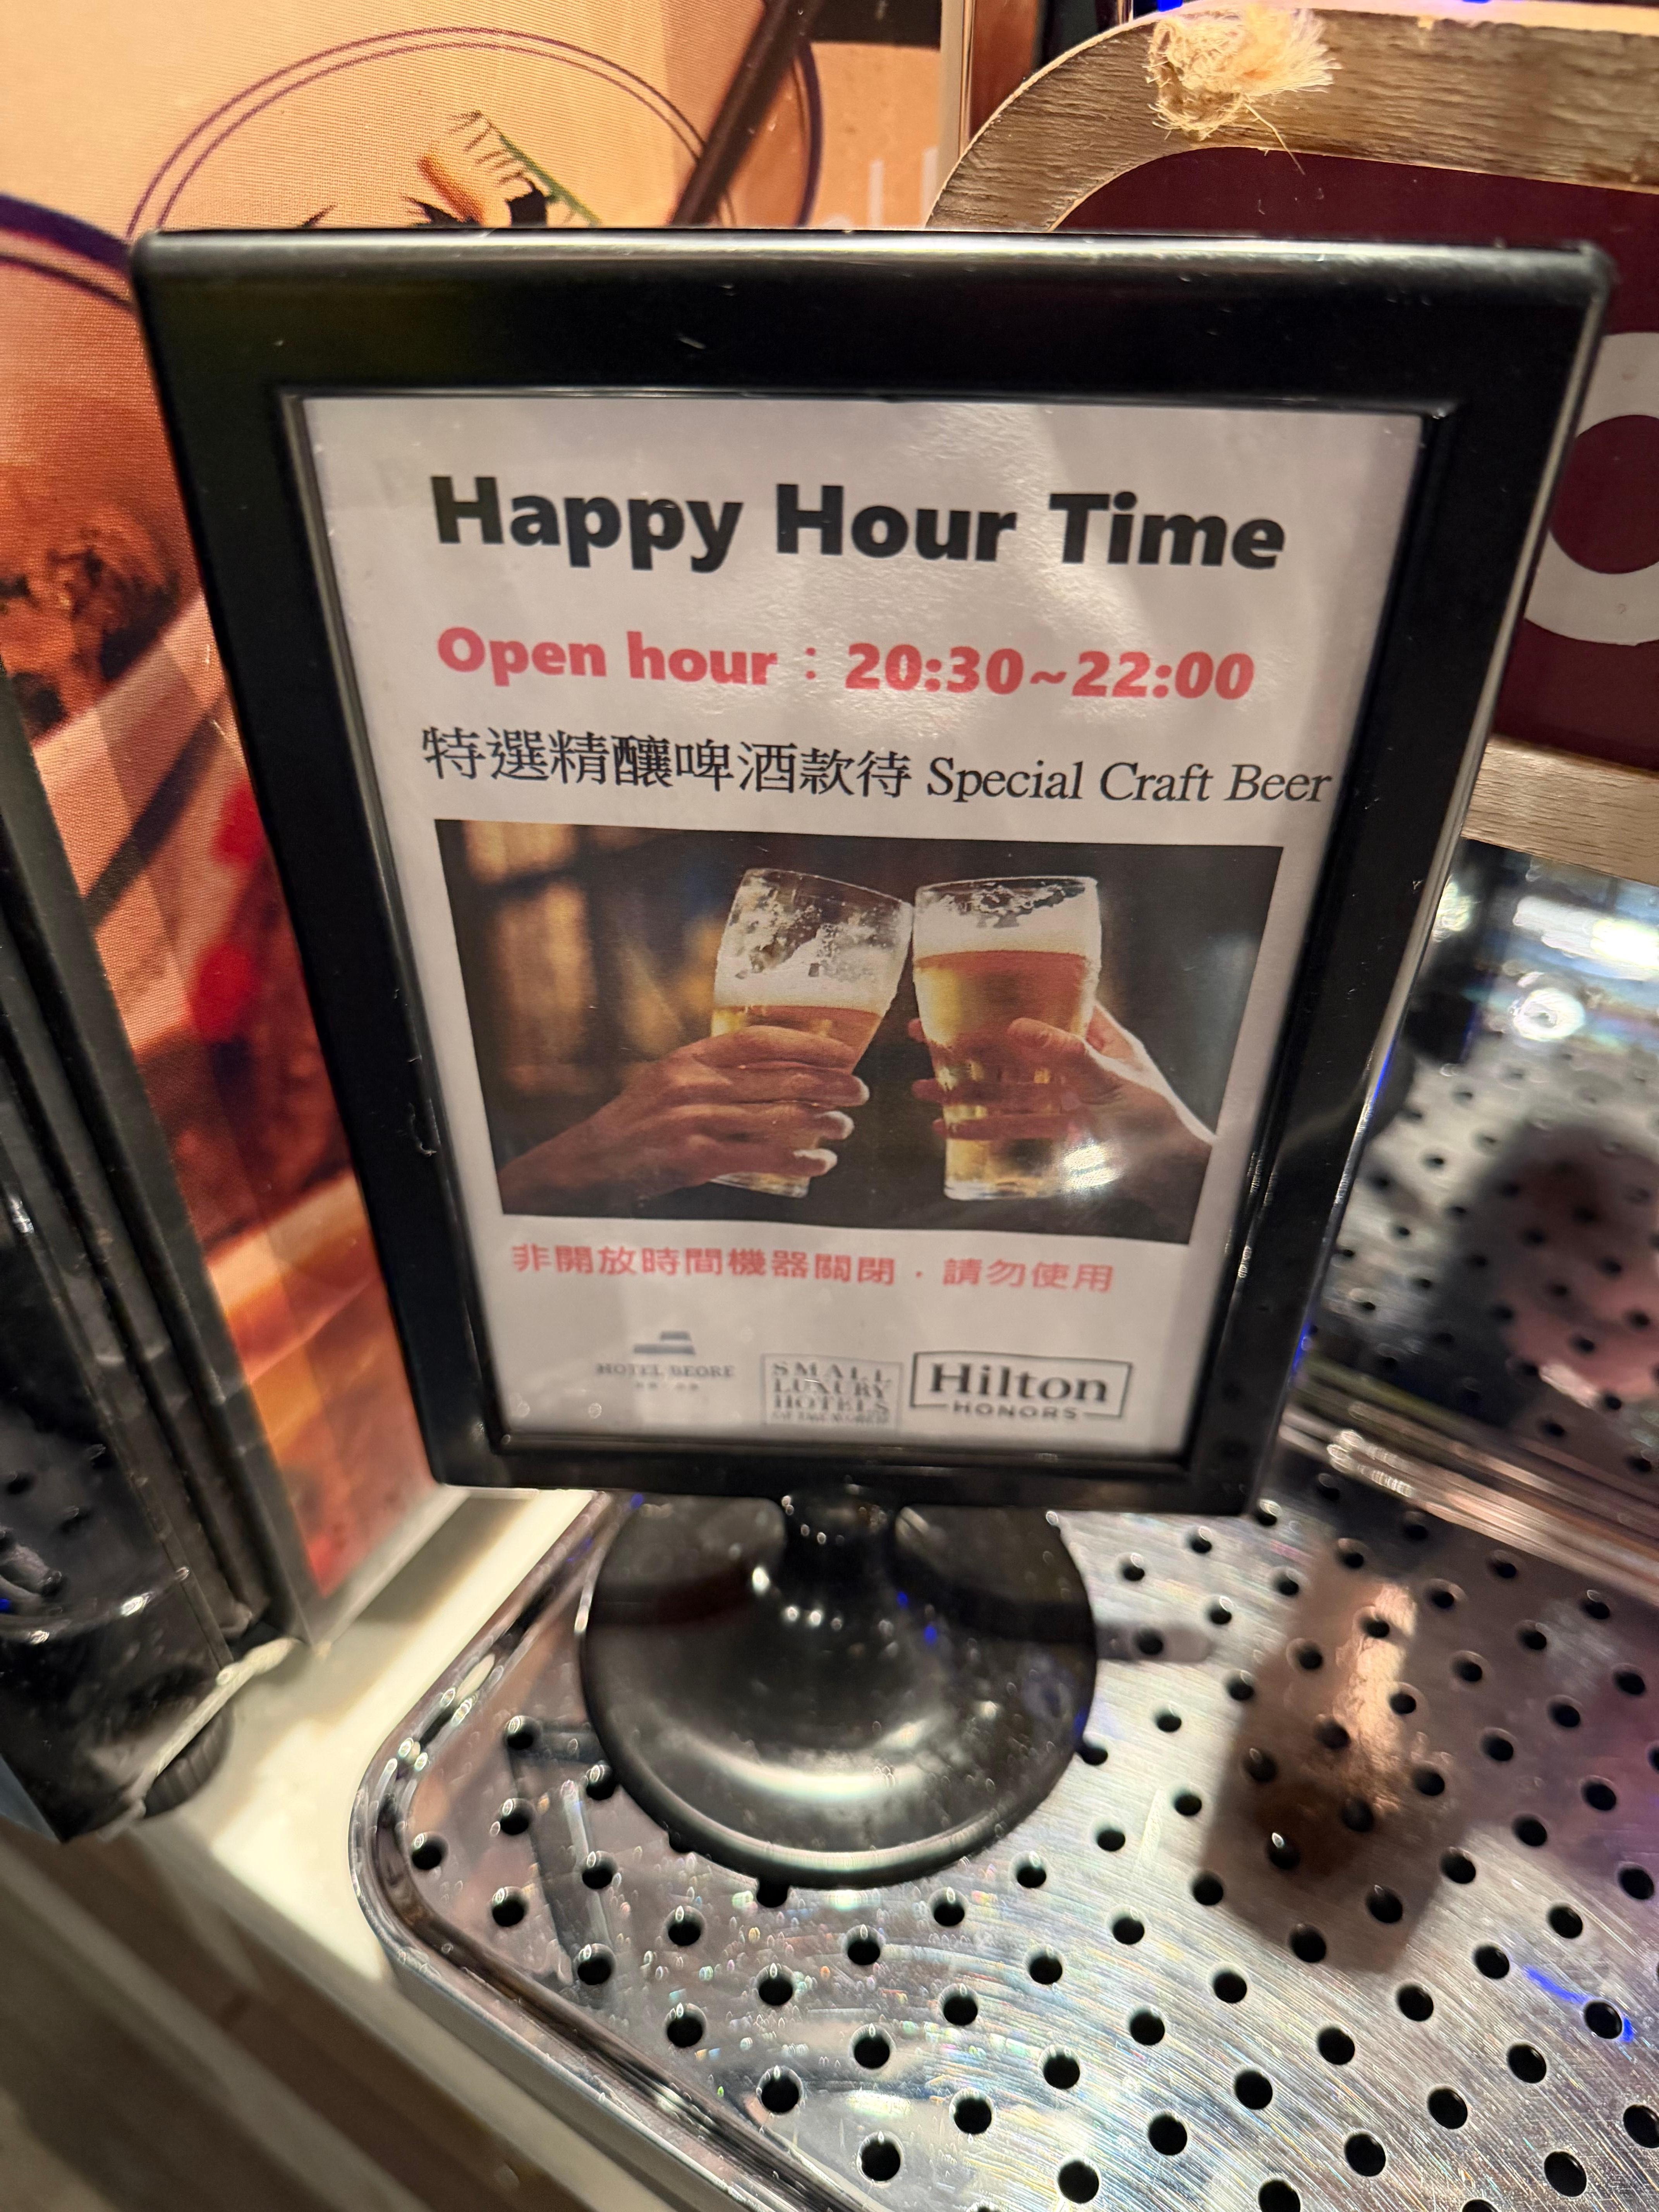 Happy Hour Time
Open hour：20:30~22:00
特選精釀啤酒款待 Special Craft Beer
非開放時間機器關閉．請勿使用
HOTEL BEORE
SMALL
LUXURY
HOTELS
Hilton
HONORS